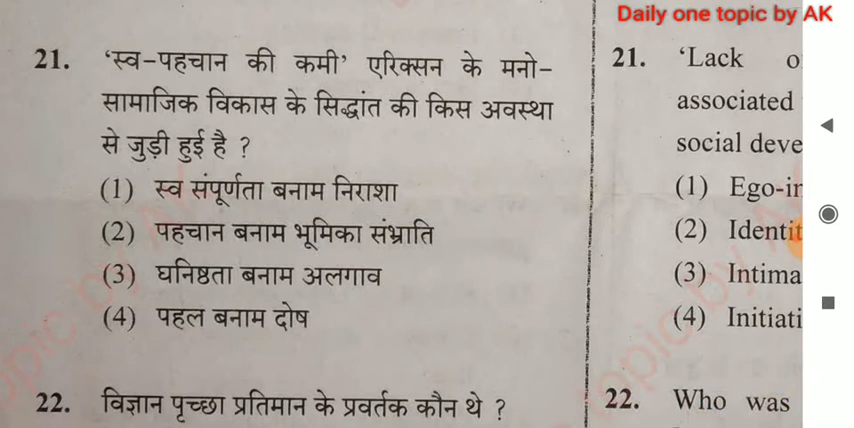 Daily one topic by AK
21. 'स्व-पहचान की कमी' एरिक्सन के मनो-
सामाजिक विकास के सिद्धांत की किस अवस्था
से जुड़ी हुई है ?
(1) स्व संपूर्णता बनाम निराशा
(2) पहचान बनाम भूमिका संभ्राति
(3) घनिष्ठता बनाम अलगाव
(4) पहल बनाम दोष
22. विज्ञान पृच्छा प्रतिमान के प्रवर्तक कौन थे ?
21. 'Lack o
associated
social deve
(1) Ego-in
(2) Identit
(3) Intima
(4) Initiati
22. Who was